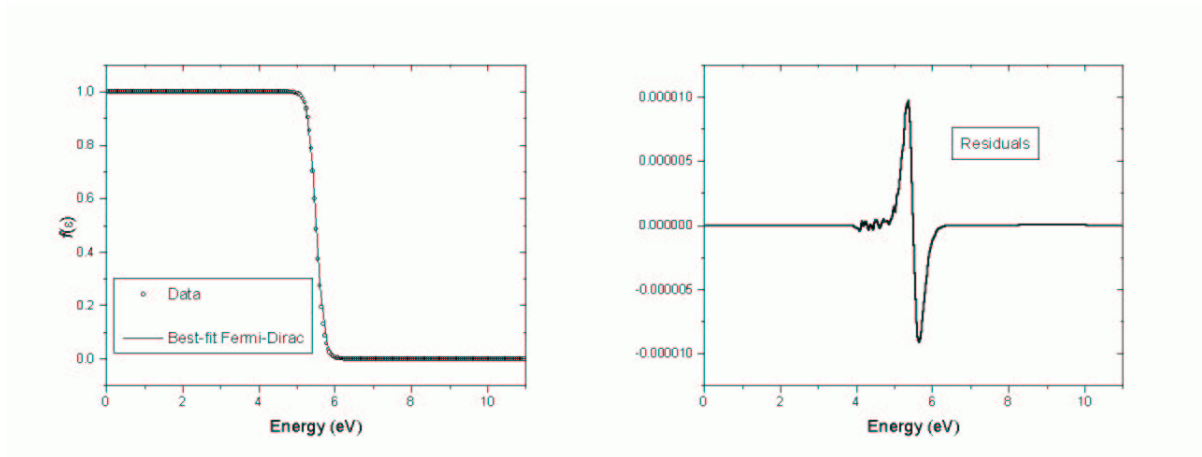 1.0
0.8
0.6
0.4
0.2
0.0
f(ε)
Data
Best-fit Fermi-Dirac
0 2 4 6 8 10
Energy (eV)
0.000010
0.000005
0.000000
-0.000005
-0.000010
Residuals
0 2 4 6 8 10
Energy (eV)